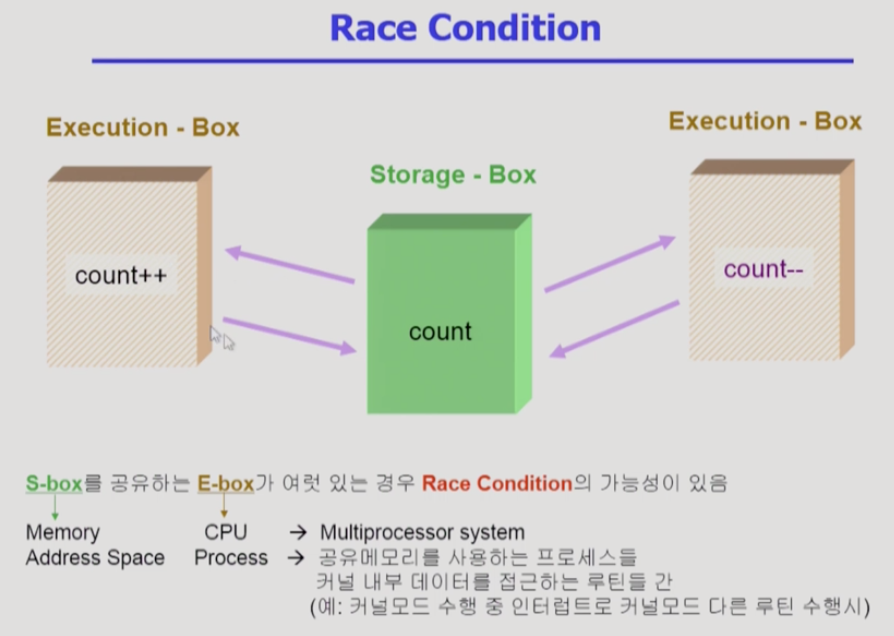 Race Condition
Execution - Box
Execution - Box
Storage - Box
count++
count
count--
S-box를 공유하는 E-box가 여럿 있는 경우 Race Condition의 가능성이 있음
Memory CPU → Multiprocessor system
Address Space Process → 공유메모리를 사용하는 프로세스들
커널 내부 데이터를 접근하는 루틴들 간
(예: 커널모드 수행 중 인터럽트로 커널모드 다른 루틴 수행시)